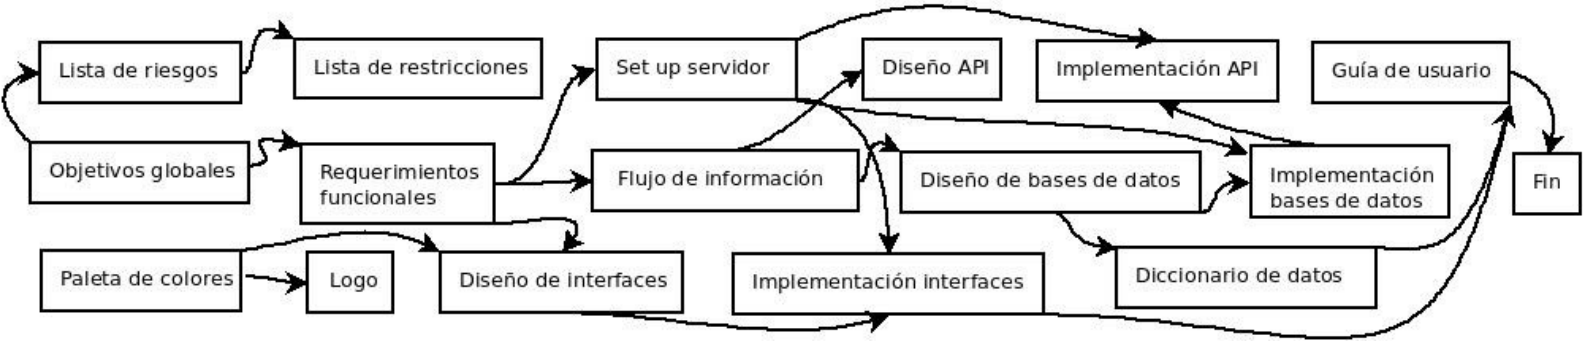 Lista de riesgos
Lista de restricciones
Set up servidor
Diseño API
Implementación API
Guía de usuario
Objetivos globales
Requerimientos
funcionales
Flujo de información
Diseño de bases de datos
Implementación
bases de datos
Fin
Paleta de colores
Logo
Diseño de interfaces
Implementación interfaces
Diccionario de datos